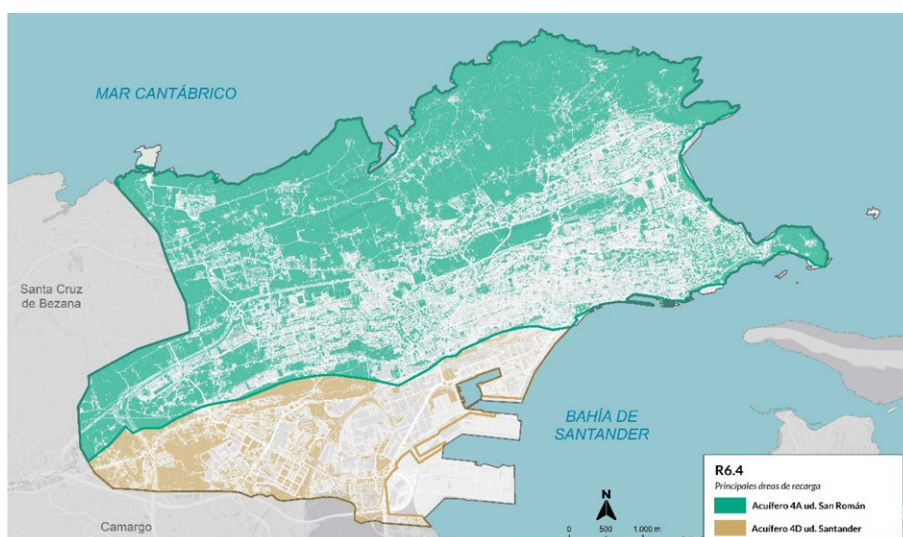 MAR CANTÁBRICO
Santa Cruz
de Bezana
BAHÍA DE
SANTANDER
Camargo
N
0 500 1.000 m
R6.4
Principales áreas de recarga
Acuífero 4A ud. San Román
Acuífero 4D ud. Santander